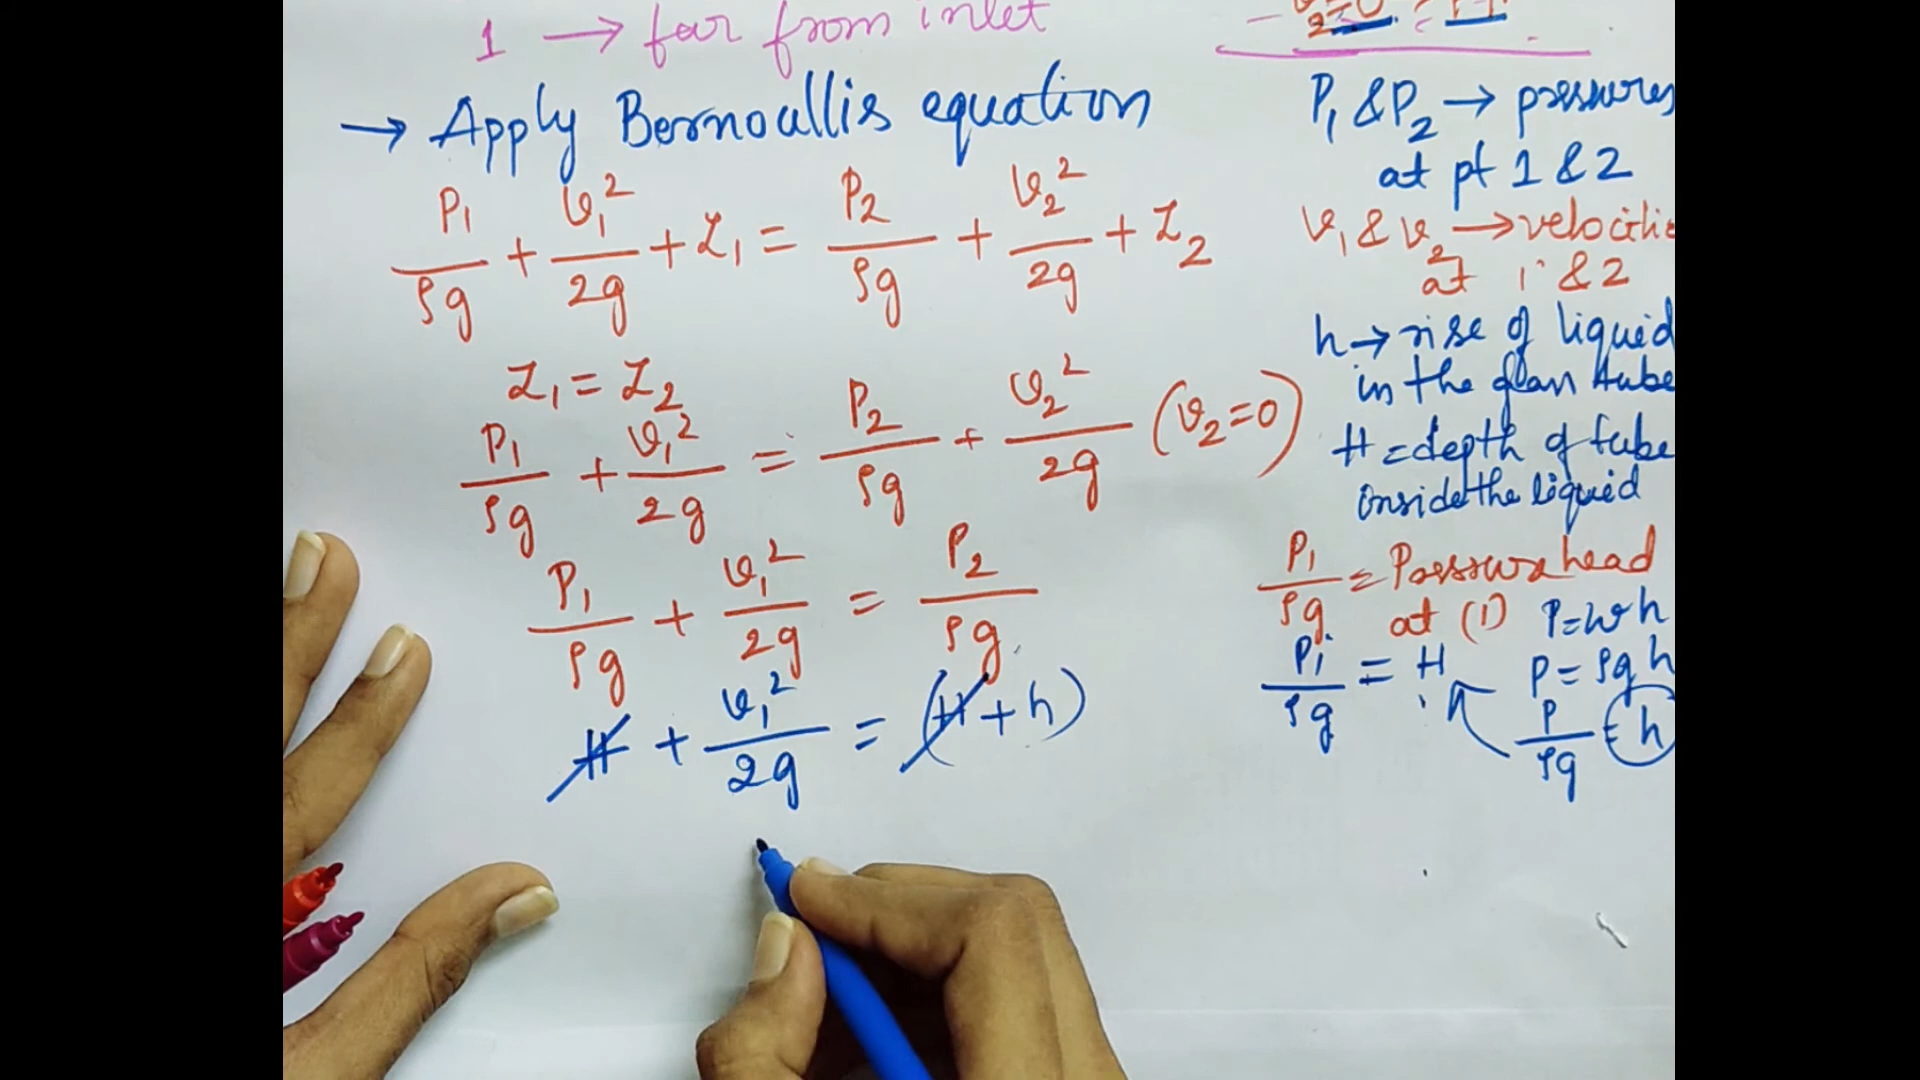 1 → far from inlet
→ Apply Bernoullis equation
P₁/ρg + v₁²/2g + Z₁ = P₂/ρg + v₂²/2g + Z₂
Z₁ = Z₂
P₁/ρg + v₁²/2g = P₂/ρg + v₂²/2g (v₂=0)
P₁/ρg + v₁²/2g = P₂/ρg
H + v₁²/2g = (H + h)
P₁ & P₂ → pressures
at pt 1 & 2
v₁ & v₂ → velocitie
at 1 & 2
h → rise of liquid
in the glass tube
H = depth of tube
inside the liquid
P₁/ρg = Pressure head
at (1)
P = wh
P₁/ρg = H
P = ρgh
P/ρg = h